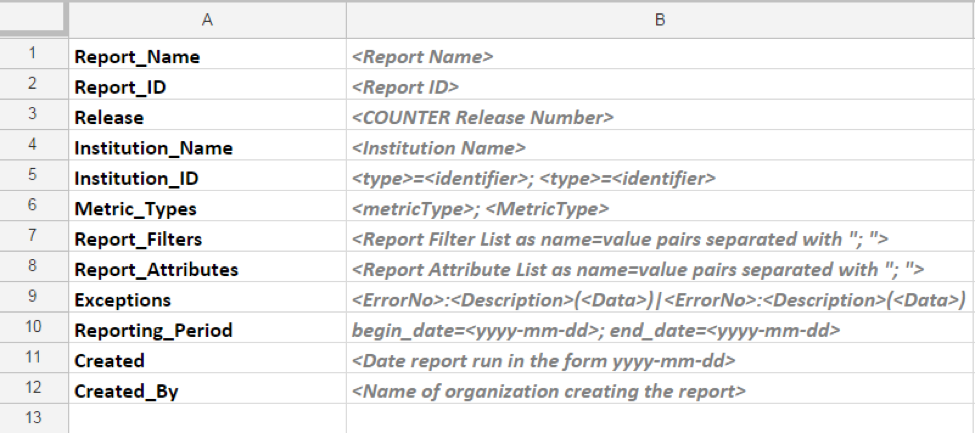 A B
1 Report_Name <Report Name>
2 Report_ID <Report ID>
3 Release <COUNTER Release Number>
4 Institution_Name <Institution Name>
5 Institution_ID <type>=<identifier>; <type>=<identifier>
6 Metric_Types <metricType>; <MetricType>
7 Report_Filters <Report Filter List as name=value pairs separated with "; ">
8 Report_Attributes <Report Attribute List as name=value pairs separated with "; ">
9 Exceptions <ErrorNo>:<Description>(<Data>)|<ErrorNo>:<Description>(<Data>)
10 Reporting_Period begin_date=<yyyy-mm-dd>; end_date=<yyyy-mm-dd>
11 Created <Date report run in the form yyyy-mm-dd>
12 Created_By <Name of organization creating the report>
13